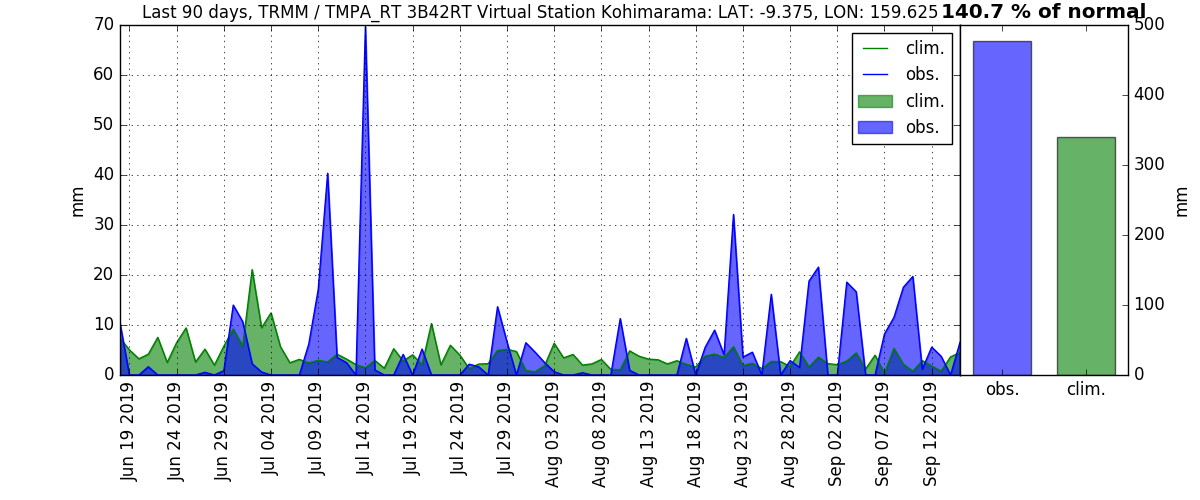 Last 90 days, TRMM / TMPA_RT 3B42RT Virtual Station Kohimarama: LAT: -9.375, LON: 159.625
140.7 % of normal
70
60
50
40
30
20
10
0
mm
clim.
obs.
clim.
obs.
500
400
300
200
100
0
mm
obs.
clim.
Jun 19 2019
Jun 24 2019
Jun 29 2019
Jul 04 2019
Jul 09 2019
Jul 14 2019
Jul 19 2019
Jul 24 2019
Jul 29 2019
Aug 03 2019
Aug 08 2019
Aug 13 2019
Aug 18 2019
Aug 23 2019
Aug 28 2019
Sep 02 2019
Sep 07 2019
Sep 12 2019